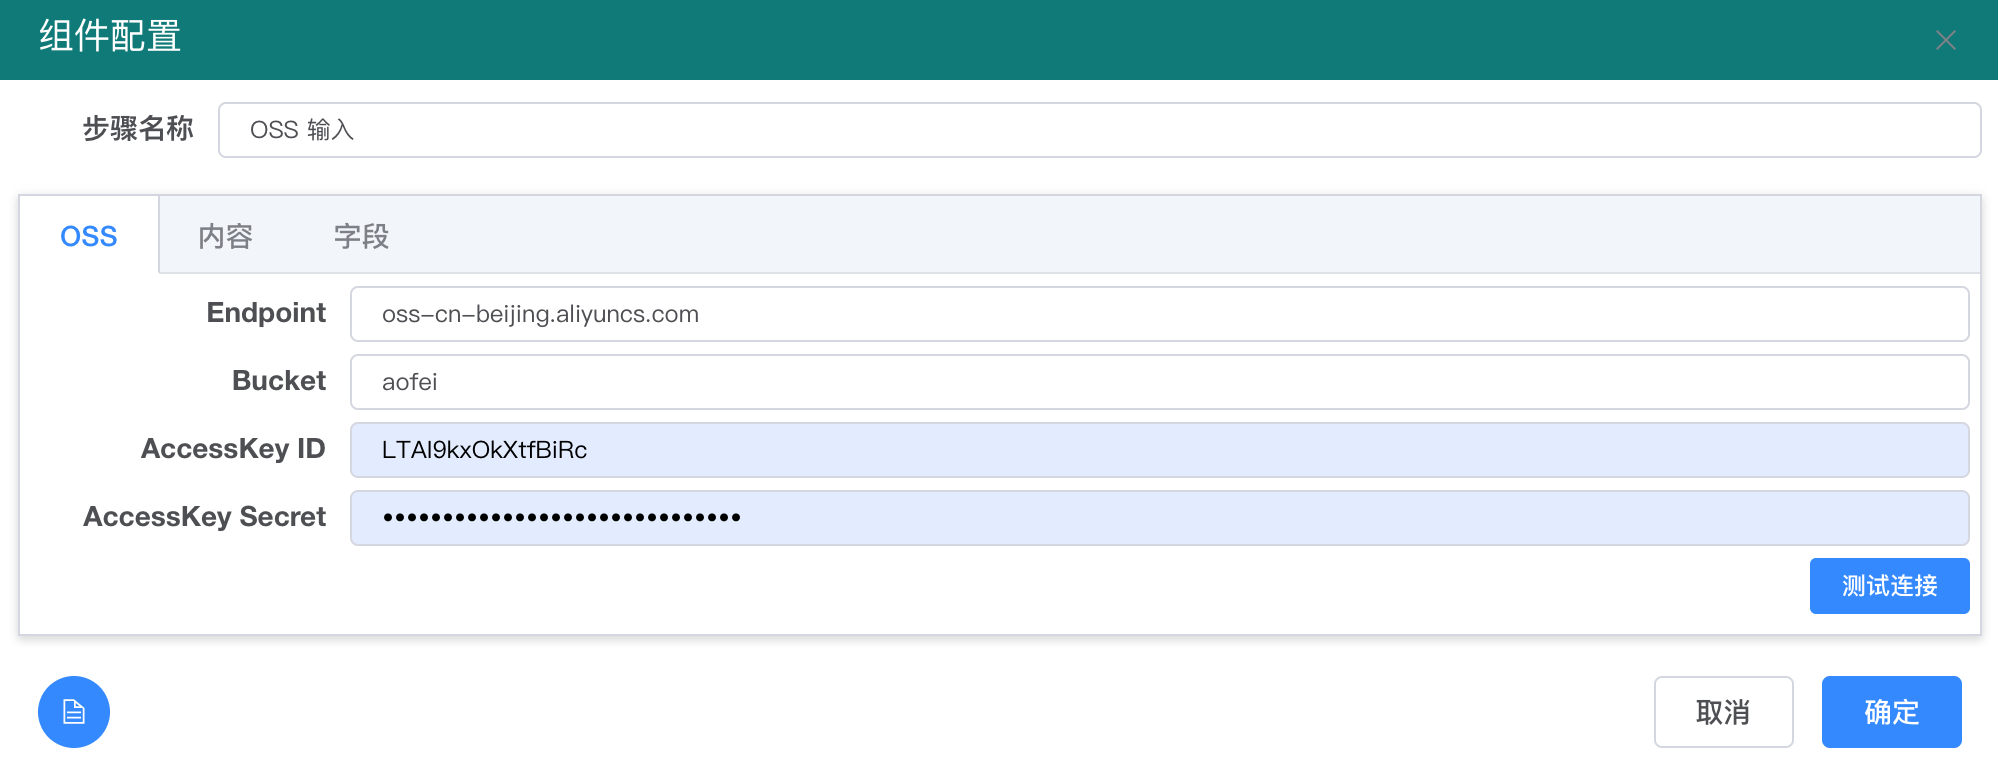 组件配置
步骤名称 OSS 输入
OSS 内容 字段
Endpoint oss-cn-beijing.aliyuncs.com
Bucket aofei
AccessKey ID LTAI9kxOkXtfBiRc
AccessKey Secret ••••••••••••••••••••••••••••••
测试连接
取消 确定